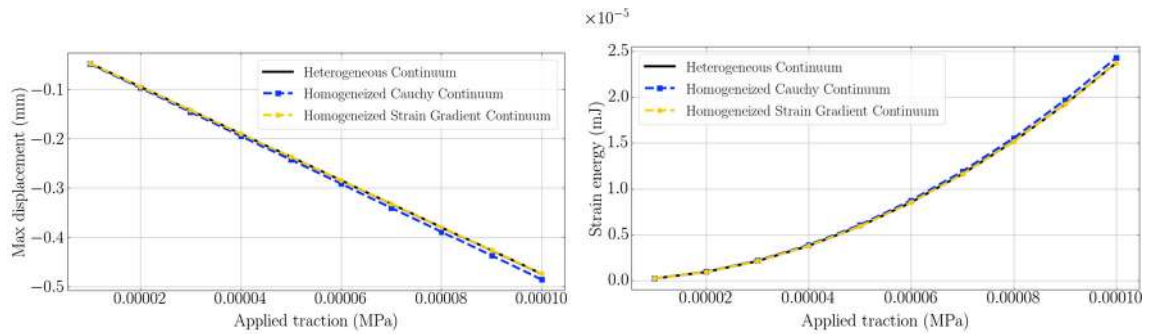 −0.1
−0.2
−0.3
−0.4
−0.5
Max displacement (mm)
Heterogeneous Continuum
Homogeneized Cauchy Continuum
Homogeneized Strain Gradient Continuum
0.00002 0.00004 0.00006 0.00008 0.00010
Applied traction (MPa)
×10⁻⁵
2.5
2.0
1.5
1.0
0.5
0.0
Strain energy (mJ)
Heterogeneous Continuum
Homogeneized Cauchy Continuum
Homogeneized Strain Gradient Continuum
0.00002 0.00004 0.00006 0.00008 0.00010
Applied traction (MPa)